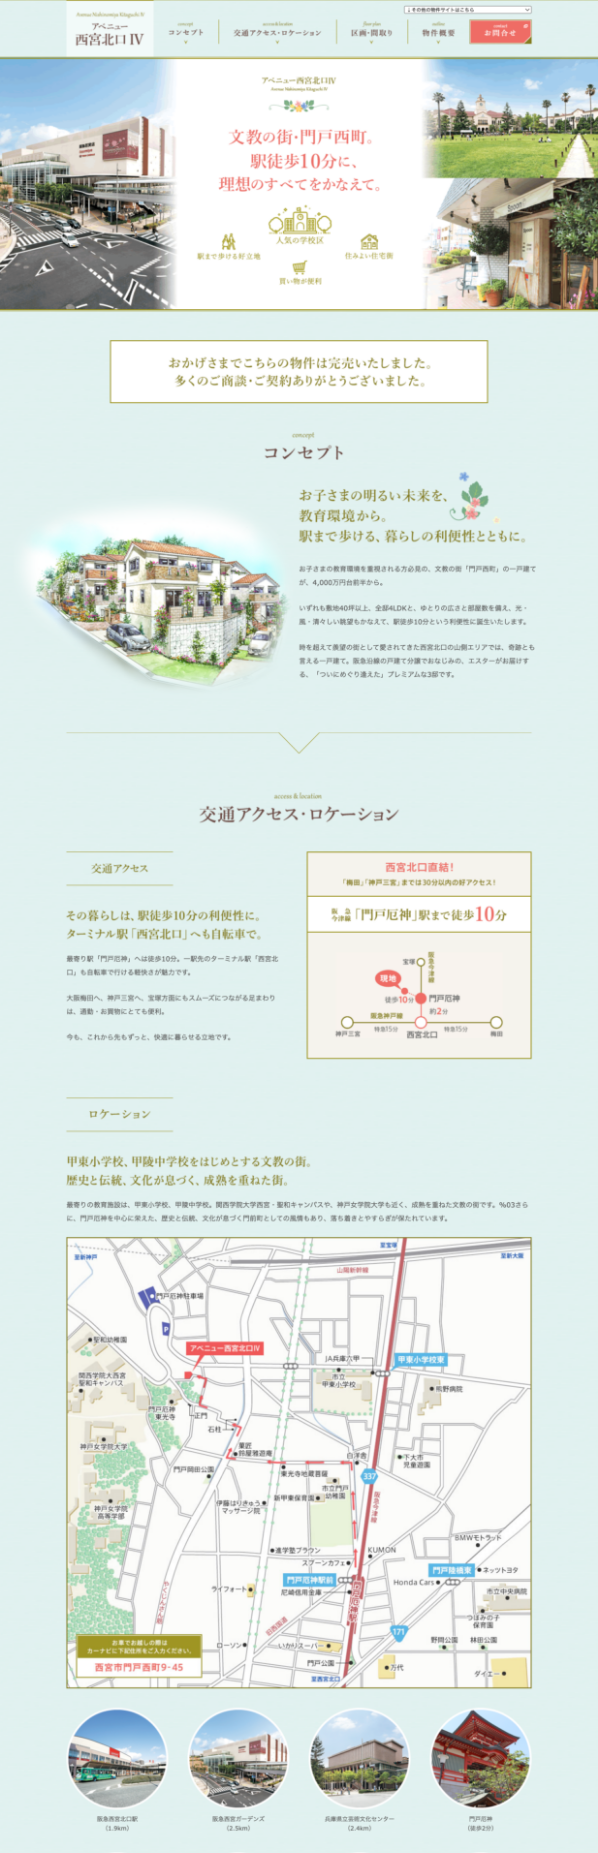 ↓その他の物件サイトはこちら
Avenue Nishinomiya Kitaguchi IV
アベニュー
西宮北口 IV
concept
コンセプト
access&location
交通アクセス・ロケーション
floor plan
区画・間取り
outline
物件概要
contact
お問合せ
アベニュー西宮北口IV
Avenue Nishinomiya Kitaguchi IV
文教の街・門戸西町。
駅徒歩10分に、
理想のすべてをかなえて。
人気の学校区
駅まで歩ける好立地
住みよい住宅街
買い物が便利
おかげさまでこちらの物件は完売いたしました。
多くのご商談・ご契約ありがとうございました。
concept
コンセプト
お子さまの明るい未来を、
教育環境から。
駅まで歩ける、暮らしの利便性とともに。
お子さまの教育環境を重視される方必見の、文教の街「門戸西町」の一戸建て
が、4,000万円台前半から。
いずれも敷地40坪以上、全邸4LDKと、ゆとりの広さと部屋数を備え、光・
風・清々しい眺望もかなえて、駅徒歩10分という利便性に誕生いたします。
時を超えて羨望の街として愛されてきた西宮北口の山側エリアでは、奇跡とも
言える一戸建て。阪急沿線の戸建て分譲でおなじみの、エスターがお届けす
る、「ついにめぐり逢えた」プレミアムな3邸です。
access & location
交通アクセス・ロケーション
交通アクセス
その暮らしは、駅徒歩10分の利便性に。
ターミナル駅「西宮北口」へも自転車で。
最寄り駅「門戸厄神」へは徒歩10分。一駅先のターミナル駅「西宮北
口」も自転車で行ける軽快さが魅力です。
大阪梅田へ、神戸三宮へ、宝塚方面にもスムーズにつながる足まわり
は、通勤・お買物にとても便利。
今も、これから先もずっと、快適に暮らせる立地です。
西宮北口直結！
「梅田」「神戸三宮」までは30分以内の好アクセス！
阪急今津線「門戸厄神」駅まで徒歩10分
宝塚
阪急今津線
現地
徒歩10分
門戸厄神
約2分
阪急神戸線
神戸三宮
特急15分
西宮北口
特急15分
梅田
ロケーション
甲東小学校、甲陵中学校をはじめとする文教の街。
歴史と伝統、文化が息づく、成熟を重ねた街。
最寄りの教育施設は、甲東小学校、甲陵中学校。関西学院大学西宮・聖和キャンパスや、神戸女学院大学も近く、成熟を重ねた文教の街です。%03さら
に、門戸厄神を中心に栄えた、歴史と伝統、文化が息づく門前町としての風情もあり、落ち着きとやすらぎが保たれています。
至新神戸
至宝塚
至新大阪
山陽新幹線
門戸厄神駐車場
P
聖和幼稚園
アベニュー西宮北口IV
JA兵庫六甲
甲東小学校東
関西学院大西宮
聖和キャンパス
市立
甲東小学校
熊野病院
門戸厄神
東光寺
正門
石柱
神戸女学院大学
菓匠
鈴屋雅遊庵
門戸岡田公園
東光寺地蔵菩薩
白洋舎
下大市
児童遊園
337
市立門戸
幼稚園
新甲東保育園
伊藤はりきゅう
マッサージ院
神戸女学院
高等学部
阪急今津線
BMWモトラッド
進学塾ブラウン
KUMON
スプーンカフェ
門戸厄神駅前
門戸陸橋東
ネッツトヨタ
Honda Cars
ライフォート
尼崎信用金庫
門戸厄神駅
市立中央病院
つぼみの子
保育園
旧西国道
171
ローソン
いかりスーパー
野間公園
林田公園
門戸公園
万代
ダイエー
至西宮北口
お車でお越しの際は
カーナビに下記住所をご入力ください。
西宮市門戸西町9-45
阪急西宮北口駅
（1.9km）
阪急西宮ガーデンズ
（2.5km）
兵庫県立芸術文化センター
（2.4km）
門戸厄神
（徒歩2分）